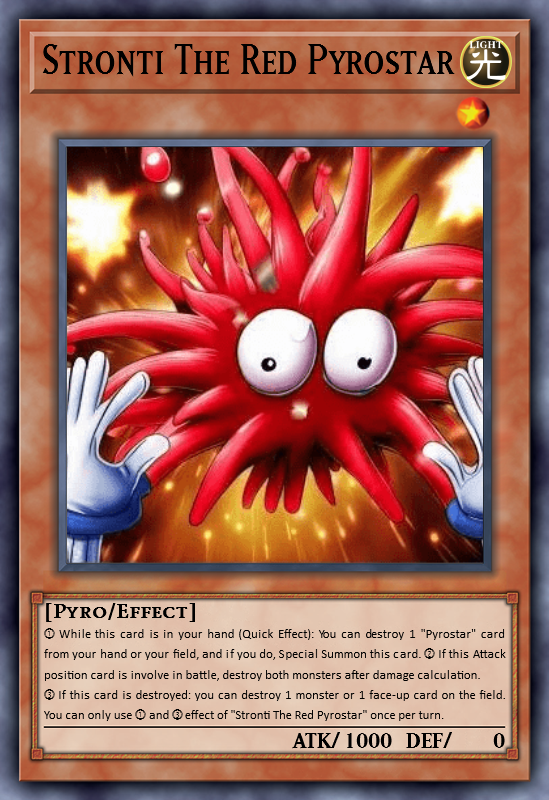 Stronti The Red Pyrostar
LIGHT
光
[Pyro/Effect]
① While this card is in your hand (Quick Effect): You can destroy 1 "Pyrostar" card
from your hand or your field, and if you do, Special Summon this card. ② If this Attack
position card is involve in battle, destroy both monsters after damage calculation.
③ If this card is destroyed: you can destroy 1 monster or 1 face-up card on the field.
You can only use ① and ③ effect of "Stronti The Red Pyrostar" once per turn.
ATK/ 1000 DEF/ 0